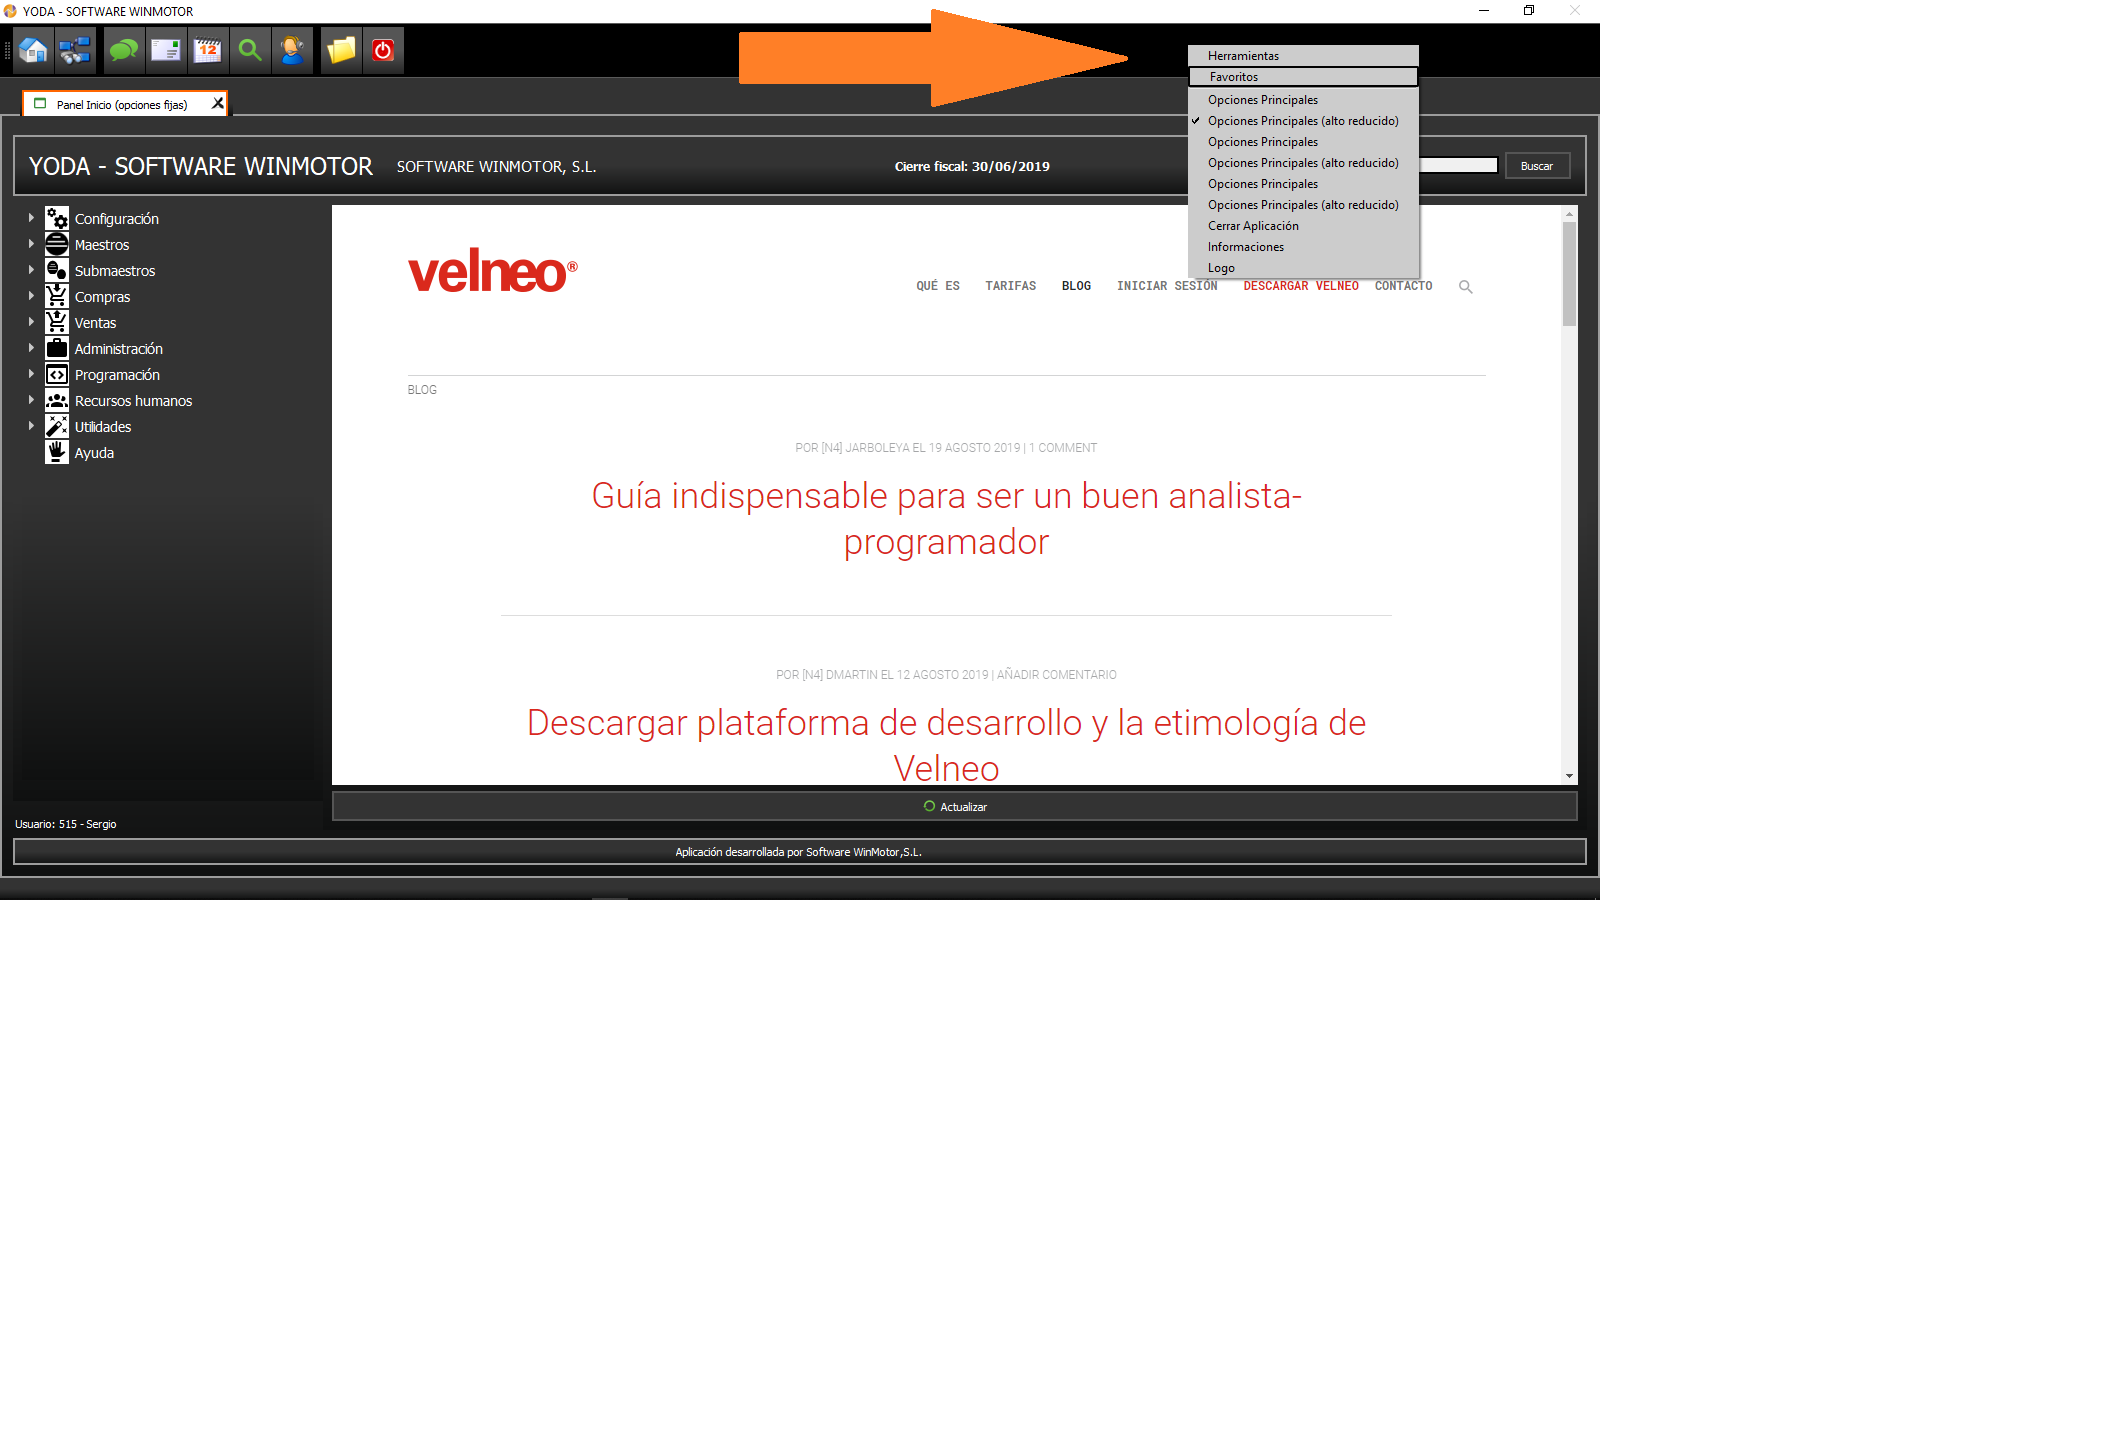 YODA - SOFTWARE WINMOTOR
12
Herramientas
Favoritos
Opciones Principales
Opciones Principales (alto reducido)
Opciones Principales
Opciones Principales (alto reducido)
Opciones Principales
Opciones Principales (alto reducido)
Cerrar Aplicación
Informaciones
Logo
Panel Inicio (opciones fijas)
YODA - SOFTWARE WINMOTOR SOFTWARE WINMOTOR, S.L. Cierre fiscal: 30/06/2019 Buscar
Configuración
Maestros
Submaestros
Compras
Ventas
Administración
Programación
Recursos humanos
Utilidades
Ayuda
velneo®
QUÉ ES TARIFAS BLOG INICIAR SESIÓN DESCARGAR VELNEO CONTACTO
BLOG
POR [N4] JARBOLEYA EL 19 AGOSTO 2019 | 1 COMMENT
Guía indispensable para ser un buen analista-
programador
POR [N4] DMARTIN EL 12 AGOSTO 2019 | AÑADIR COMENTARIO
Descargar plataforma de desarrollo y la etimología de
Velneo
Actualizar
Usuario: 515 - Sergio
Aplicación desarrollada por Software WinMotor,S.L.